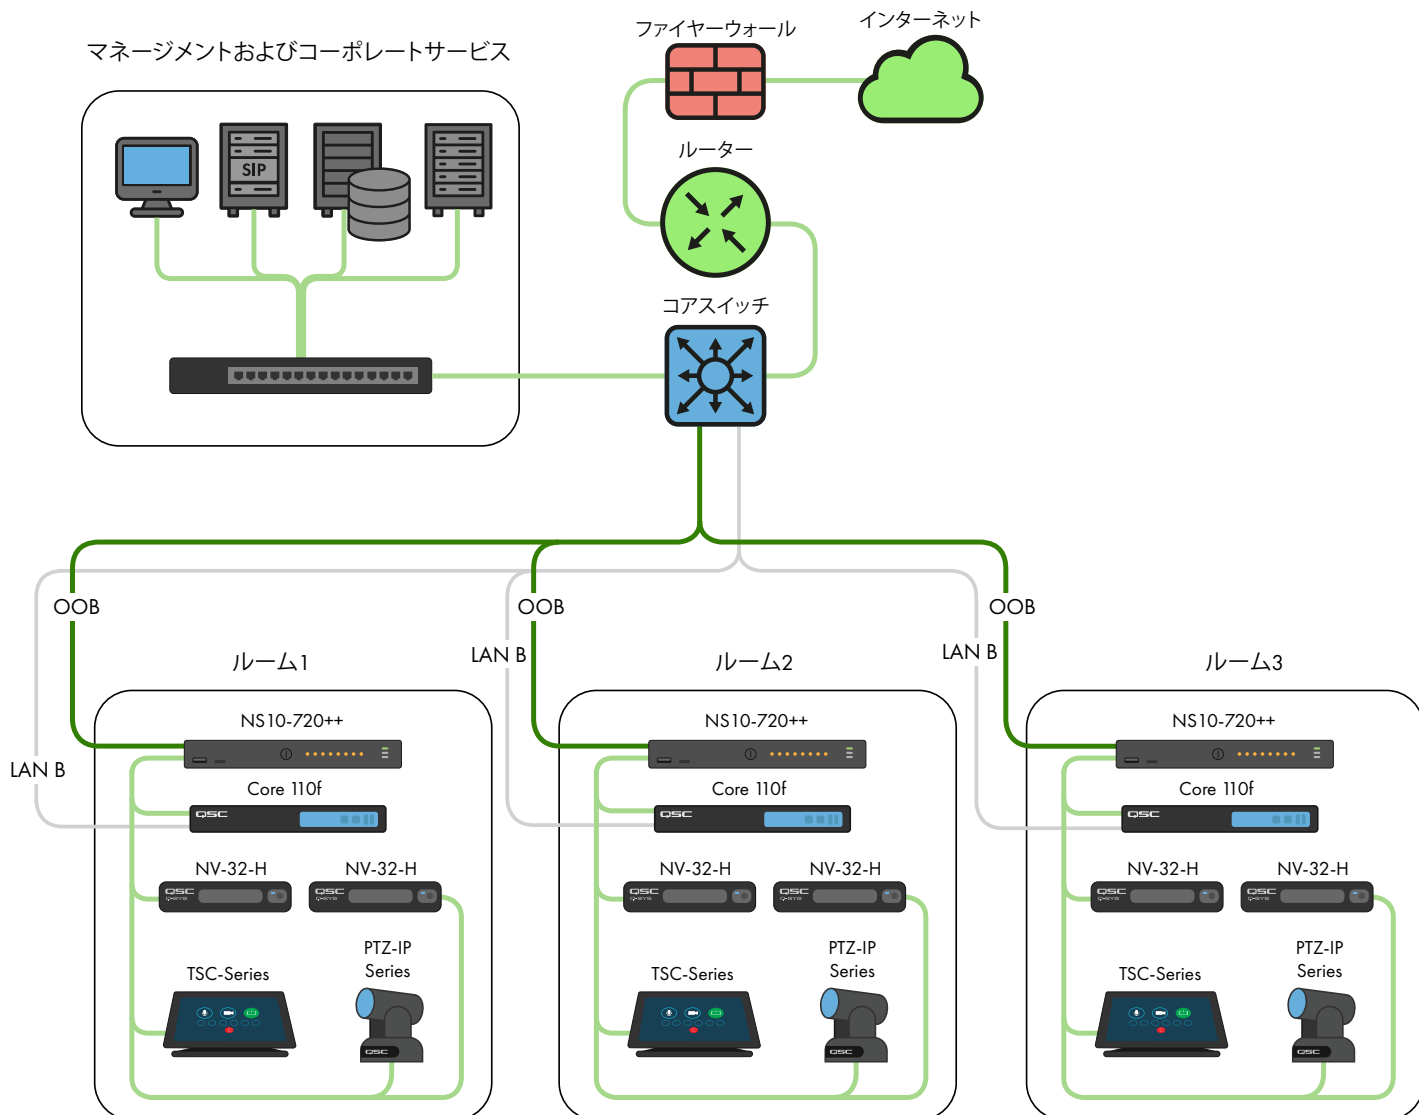 ファイヤーウォール
インターネット
マネージメントおよびコーポレートサービス
SIP
ルーター
コアスイッチ
OOB
OOB
OOB
LAN B
LAN B
LAN B
ルーム1
NS10-720++
Core 110f
QSC
NV-32-H
NV-32-H
QSC
Q-SYS
QSC
Q-SYS
TSC-Series
PTZ-IP
Series
QSC
ルーム2
NS10-720++
Core 110f
QSC
NV-32-H
NV-32-H
QSC
Q-SYS
QSC
Q-SYS
TSC-Series
PTZ-IP
Series
QSC
ルーム3
NS10-720++
Core 110f
QSC
NV-32-H
NV-32-H
QSC
Q-SYS
QSC
Q-SYS
TSC-Series
PTZ-IP
Series
QSC